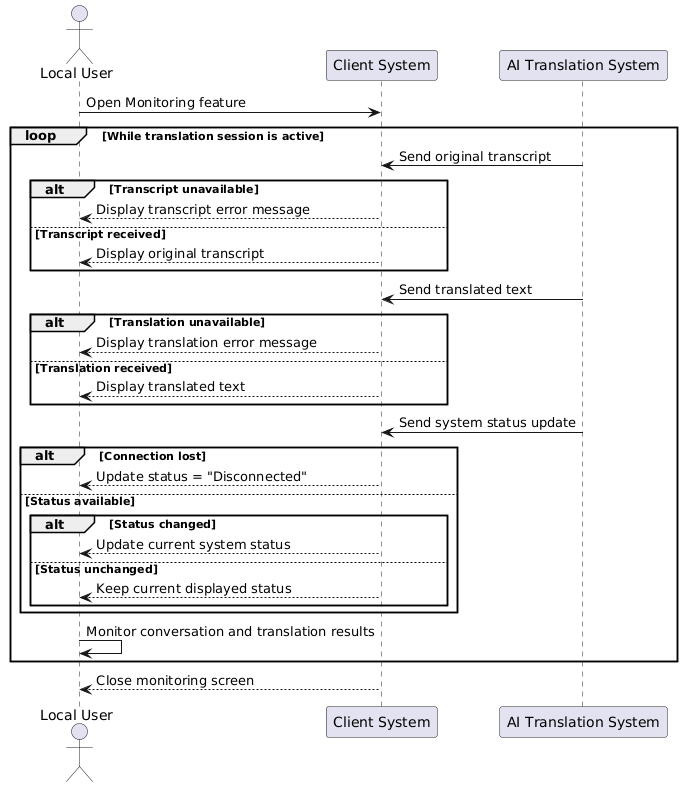 Local User
Client System
AI Translation System
Open Monitoring feature
loop [While translation session is active]
Send original transcript
alt [Transcript unavailable]
Display transcript error message
[Transcript received]
Display original transcript
Send translated text
alt [Translation unavailable]
Display translation error message
[Translation received]
Display translated text
Send system status update
alt [Connection lost]
Update status = "Disconnected"
[Status available]
alt [Status changed]
Update current system status
[Status unchanged]
Keep current displayed status
Monitor conversation and translation results
Close monitoring screen
Local User
Client System
AI Translation System